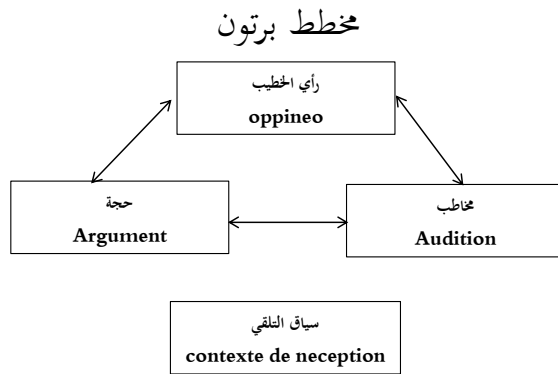 مخطط برتون
رأي الخطيب
oppineo
حجة
Argument
مخاطب
Audition
سياق التلقي
contexte de neception